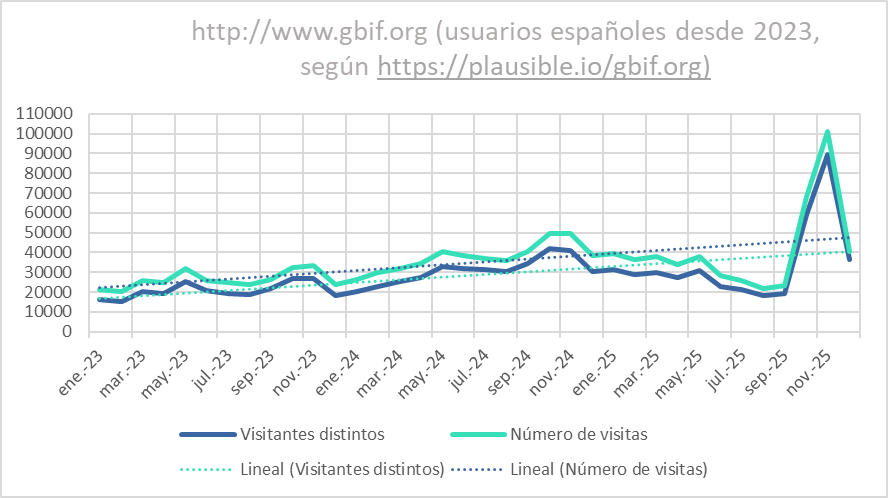 http://www.gbif.org (usuarios españoles desde 2023,
según https://plausible.io/gbif.org)
110000
100000
90000
80000
70000
60000
50000
40000
30000
20000
10000
0
ene.-23
mar.-23
may.-23
jul.-23
sep.-23
nov.-23
ene.-24
mar.-24
may.-24
jul.-24
sep.-24
nov.-24
ene.-25
mar.-25
may.-25
jul.-25
sep.-25
nov.-25
Visitantes distintos Número de visitas
Lineal (Visitantes distintos) Lineal (Número de visitas)